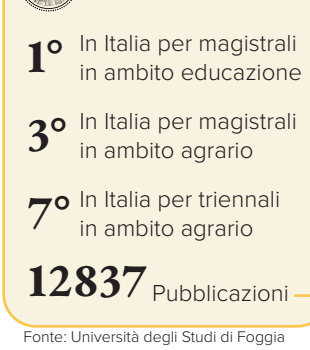 1° In Italia per magistrali
in ambito educazione
3° In Italia per magistrali
in ambito agrario
7° In Italia per triennali
in ambito agrario
12837 Pubblicazioni
Fonte: Università degli Studi di Foggia